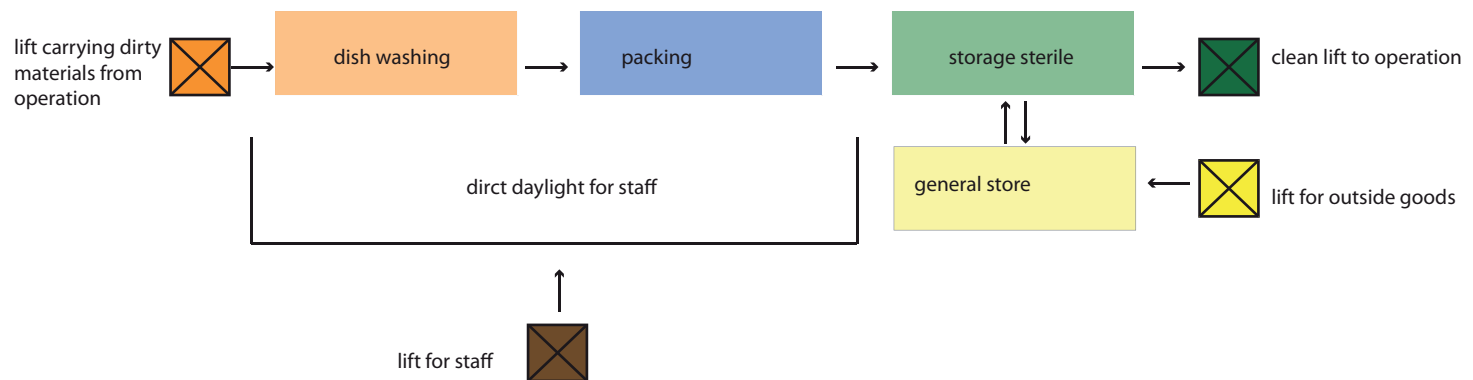 lift carrying dirty
materials from
operation
dish washing
packing
storage sterile
clean lift to operation
dirct daylight for staff
general store
lift for outside goods
lift for staff